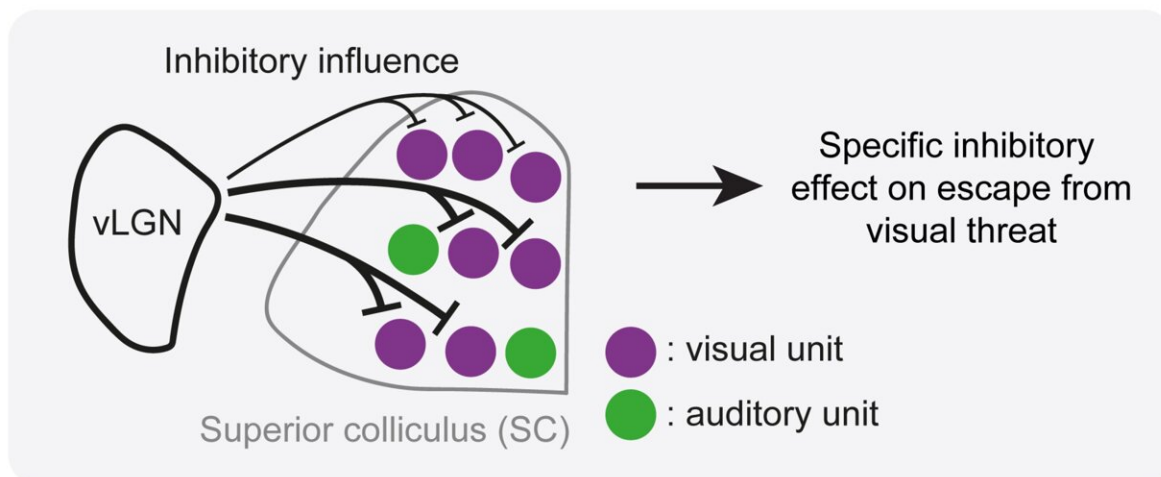 Inhibitory influence
vLGN
Specific inhibitory
effect on escape from
visual threat
: visual unit
: auditory unit
Superior colliculus (SC)